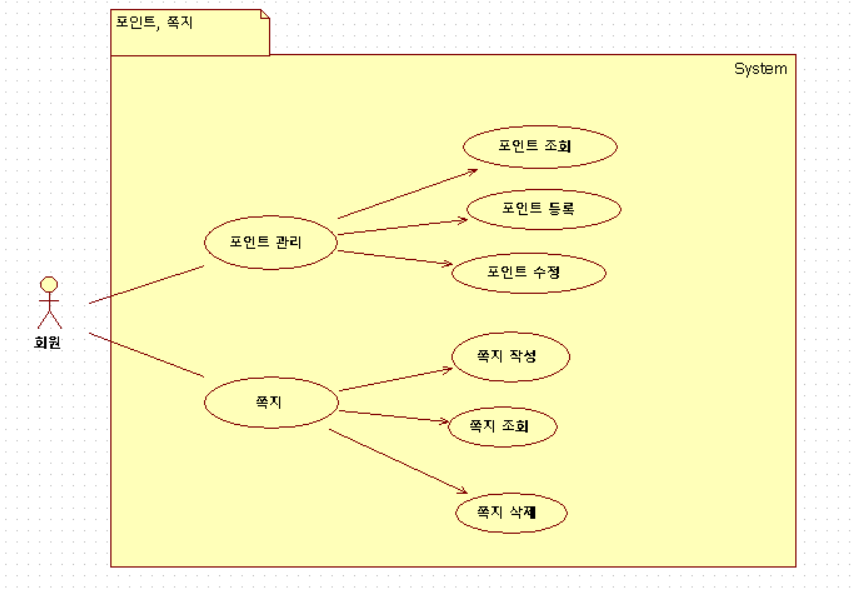 포인트, 쪽지
System
포인트 조회
포인트 등록
포인트 관리
포인트 수정
회원
쪽지 작성
쪽지
쪽지 조회
쪽지 삭제